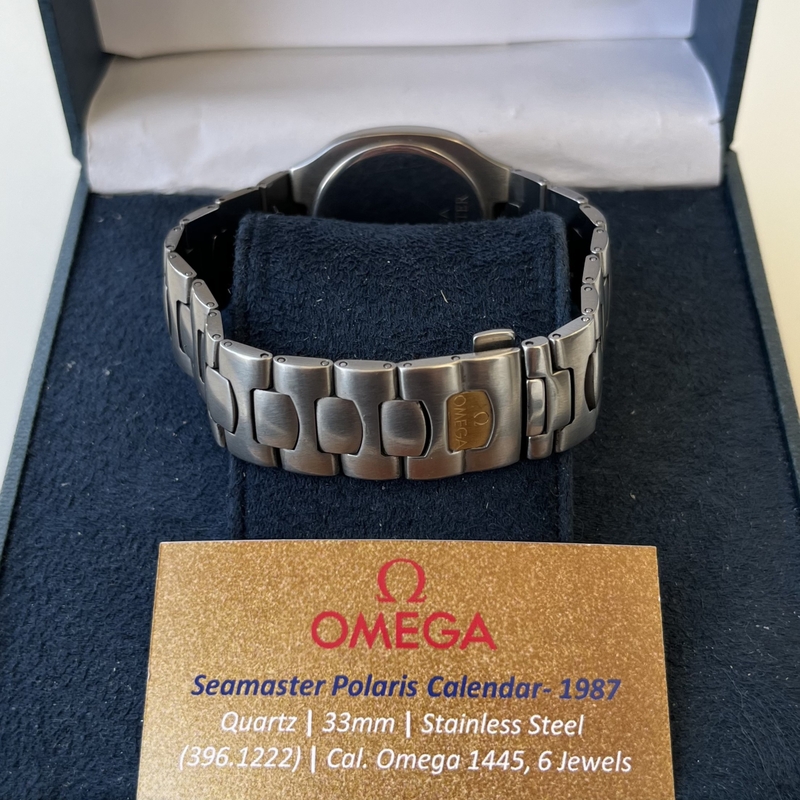 OMEGA
OMEGA
Seamaster Polaris Calendar- 1987
Quartz | 33mm | Stainless Steel
(396.1222) | Cal. Omega 1445, 6 Jewels